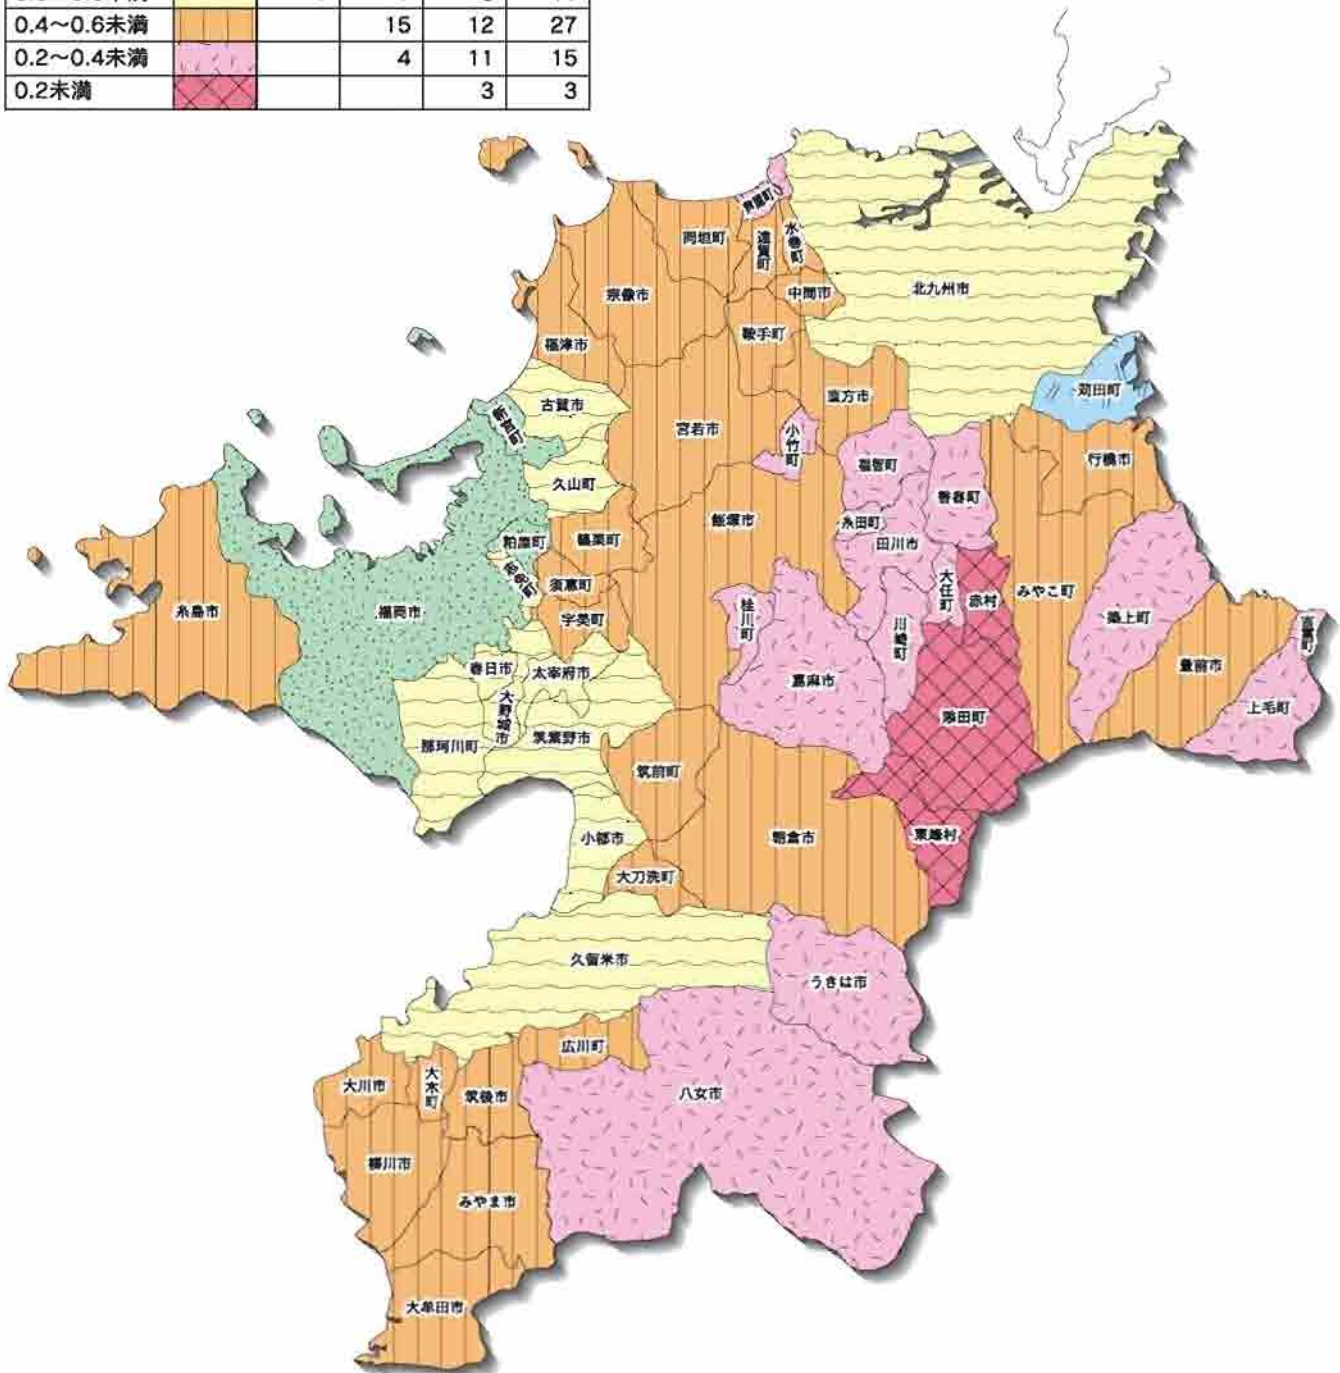 0.4～0.6未満 15 12 27
0.2～0.4未満 4 11 15
0.2未満 3 3
芦屋町
岡垣町
遠賀町
水巻町
宗像市
中間市
北九州市
鞍手町
福津市
苅田町
直方市
古賀市
新宮町
宮若市
小竹町
福智町
行橋市
久山町
香春町
飯塚市
糸田町
粕屋町
篠栗町
田川市
志免町
須恵町
大任町
赤村
みやこ町
糸島市
福岡市
宇美町
桂川町
川崎町
築上町
吉富町
春日市
太宰府市
豊前市
嘉麻市
大野城市
上毛町
添田町
那珂川町
筑紫野市
筑前町
小郡市
朝倉市
東峰村
大刀洗町
久留米市
うきは市
広川町
大川市
大木町
筑後市
八女市
柳川市
みやま市
大牟田市